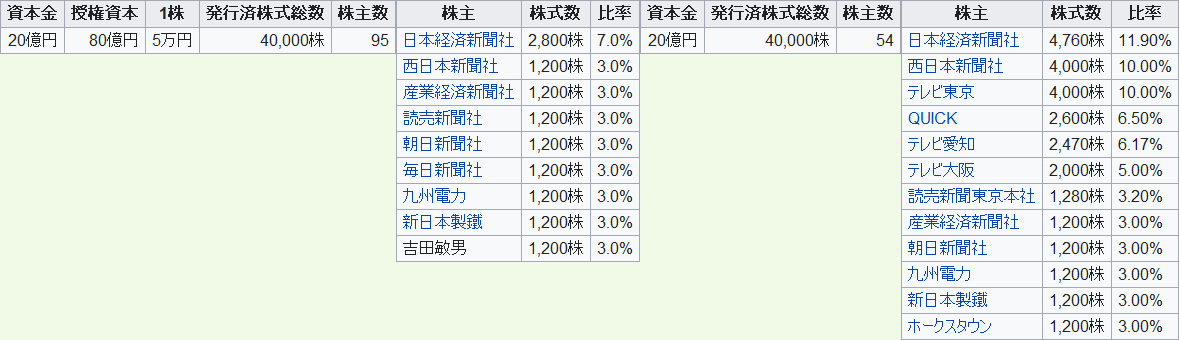 資本金 授権資本 1株 発行済株式総数 株主数
20億円 80億円 5万円 40,000株 95
株主 株式数 比率
日本経済新聞社 2,800株 7.0%
西日本新聞社 1,200株 3.0%
産業経済新聞社 1,200株 3.0%
読売新聞社 1,200株 3.0%
朝日新聞社 1,200株 3.0%
毎日新聞社 1,200株 3.0%
九州電力 1,200株 3.0%
新日本製鐵 1,200株 3.0%
吉田敏男 1,200株 3.0%
資本金 発行済株式総数 株主数
20億円 40,000株 54
株主 株式数 比率
日本経済新聞社 4,760株 11.90%
西日本新聞社 4,000株 10.00%
テレビ東京 4,000株 10.00%
QUICK 2,600株 6.50%
テレビ愛知 2,470株 6.17%
テレビ大阪 2,000株 5.00%
読売新聞東京本社 1,280株 3.20%
産業経済新聞社 1,200株 3.00%
朝日新聞社 1,200株 3.00%
九州電力 1,200株 3.00%
新日本製鐵 1,200株 3.00%
ホークスタウン 1,200株 3.00%